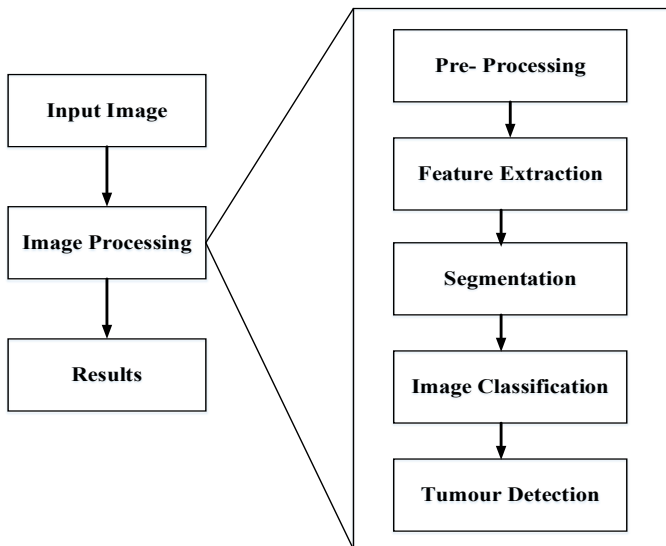 Input Image
Image Processing
Results
Pre- Processing
Feature Extraction
Segmentation
Image Classification
Tumour Detection